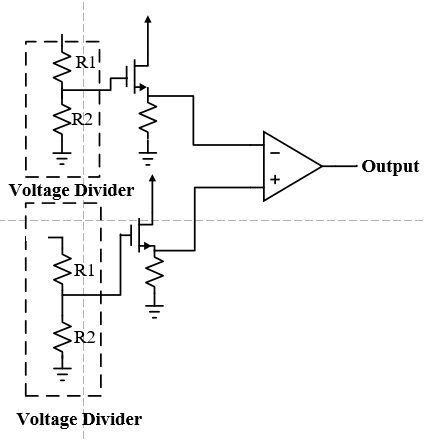 R1
R2
Voltage Divider
−
+
Output
R1
R2
Voltage Divider